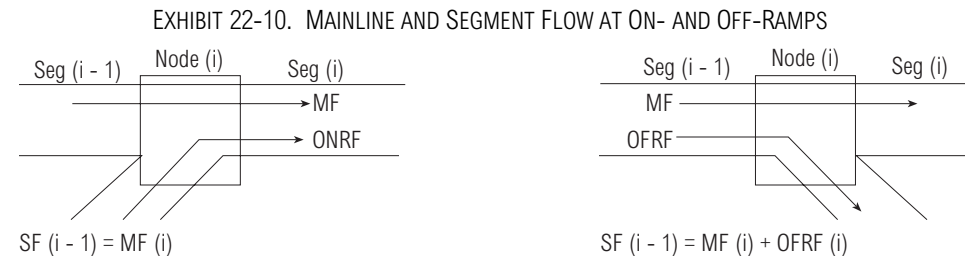 EXHIBIT 22-10. MAINLINE AND SEGMENT FLOW AT ON- AND OFF-RAMPS
Seg (i - 1) Node (i) Seg (i)
MF
ONRF
SF (i - 1) = MF (i)
Seg (i - 1) Node (i) Seg (i)
MF
OFRF
SF (i - 1) = MF (i) + OFRF (i)